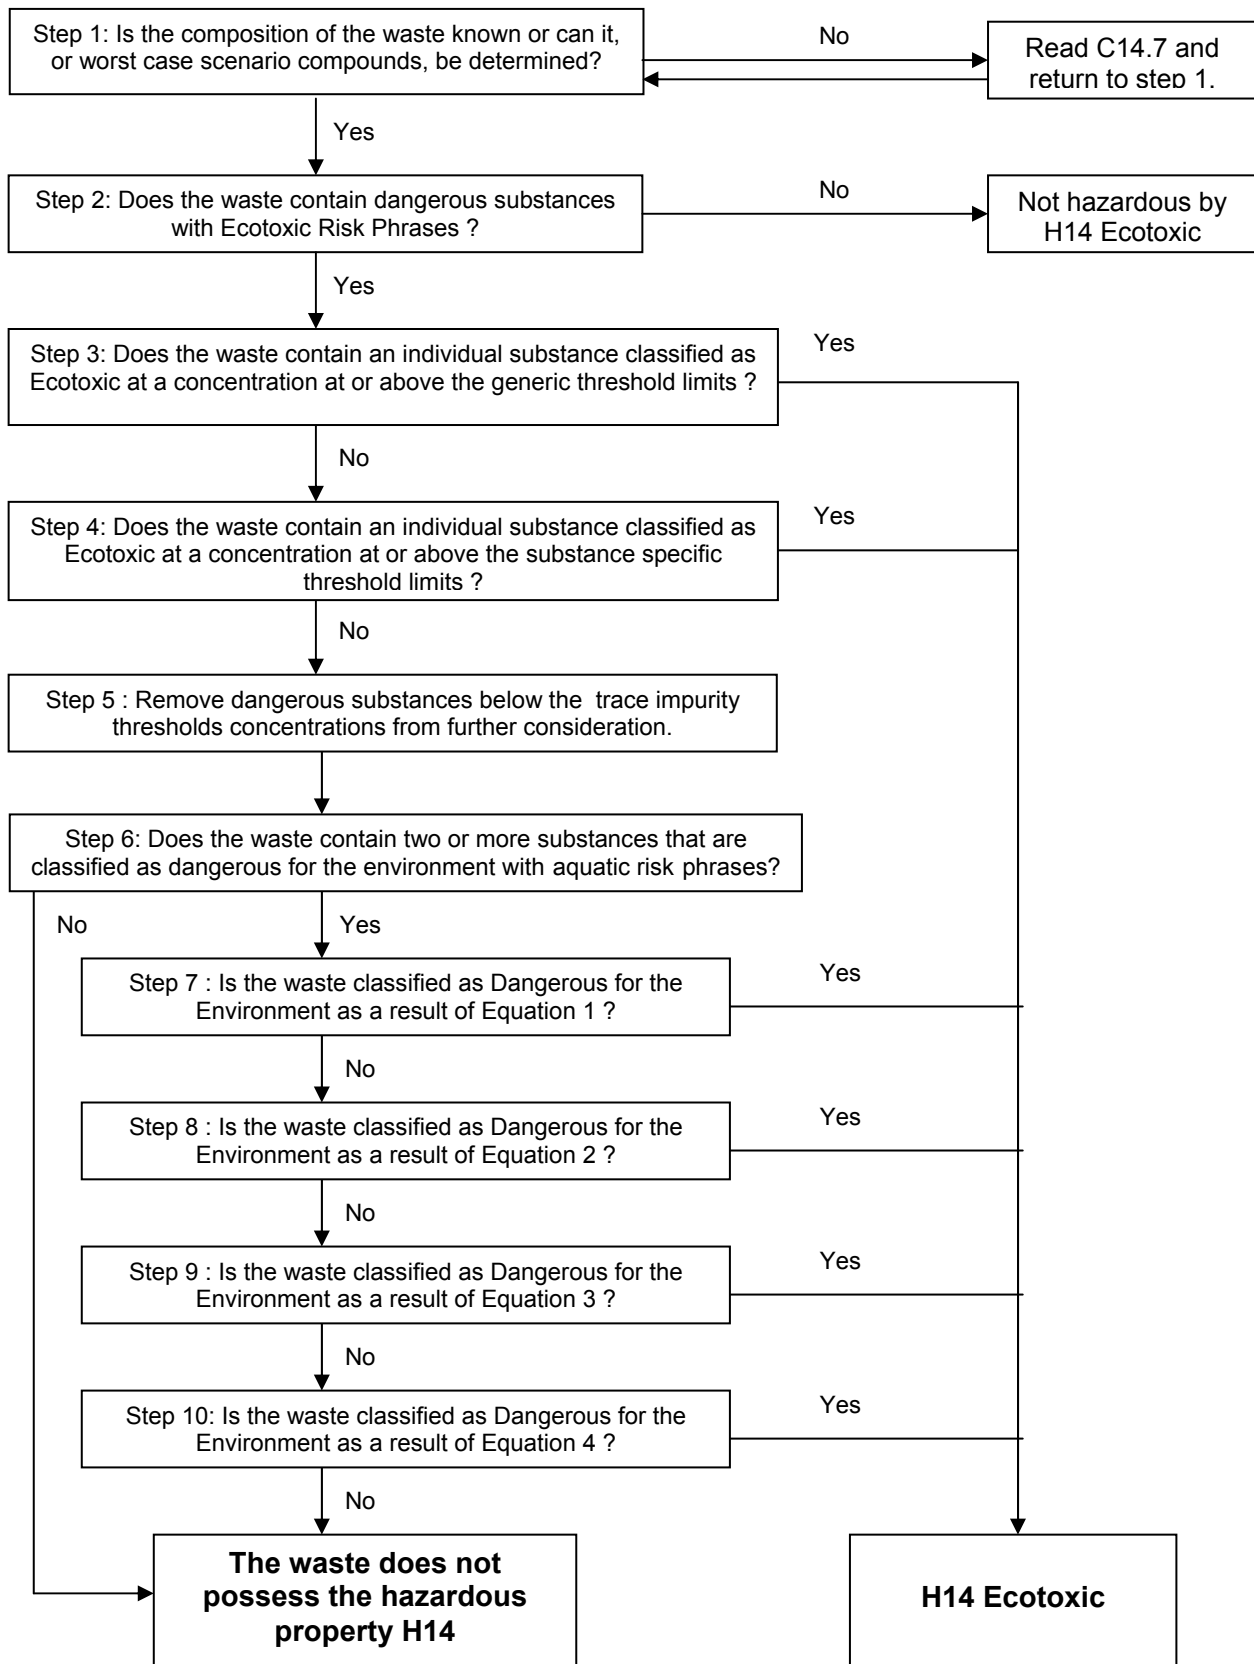 Step 1: Is the composition of the waste known or can it,
or worst case scenario compounds, be determined?
No
Read C14.7 and
return to step 1.
Yes
Step 2: Does the waste contain dangerous substances
with Ecotoxic Risk Phrases ?
No
Not hazardous by
H14 Ecotoxic
Yes
Step 3: Does the waste contain an individual substance classified as
Ecotoxic at a concentration at or above the generic threshold limits ?
Yes
No
Step 4: Does the waste contain an individual substance classified as
Ecotoxic at a concentration at or above the substance specific
threshold limits ?
Yes
No
Step 5 : Remove dangerous substances below the  trace impurity
thresholds concentrations from further consideration.
Step 6: Does the waste contain two or more substances that are
classified as dangerous for the environment with aquatic risk phrases?
No
Yes
Step 7 : Is the waste classified as Dangerous for the
Environment as a result of Equation 1 ?
Yes
No
Step 8 : Is the waste classified as Dangerous for the
Environment as a result of Equation 2 ?
Yes
No
Step 9 : Is the waste classified as Dangerous for the
Environment as a result of Equation 3 ?
Yes
No
Step 10: Is the waste classified as Dangerous for the
Environment as a result of Equation 4 ?
Yes
No
The waste does not
possess the hazardous
property H14
H14 Ecotoxic